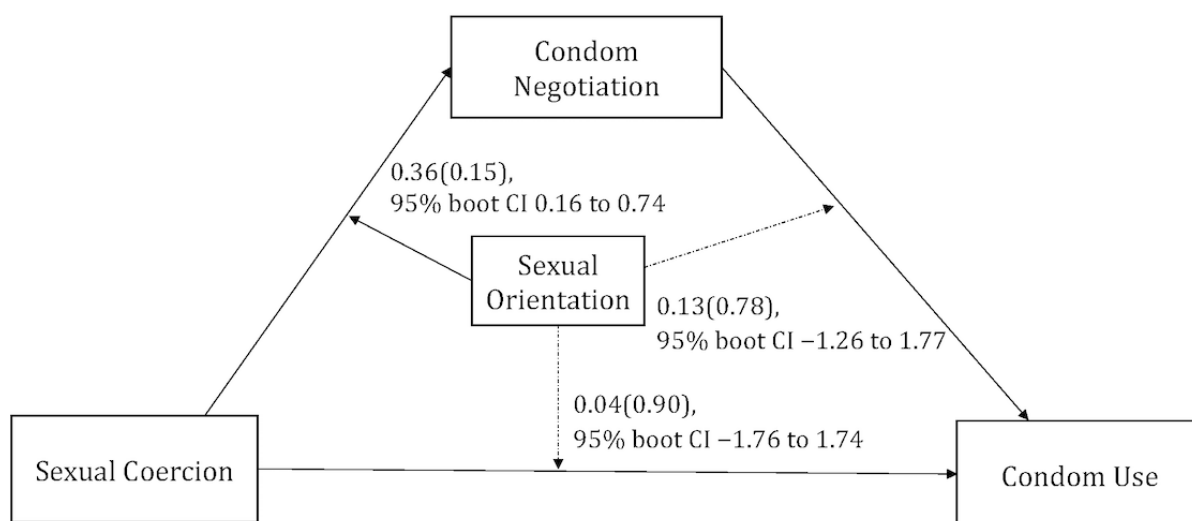 Condom
Negotiation
0.36(0.15),
95% boot CI 0.16 to 0.74
Sexual
Orientation
0.13(0.78),
95% boot CI −1.26 to 1.77
0.04(0.90),
95% boot CI −1.76 to 1.74
Sexual Coercion
Condom Use